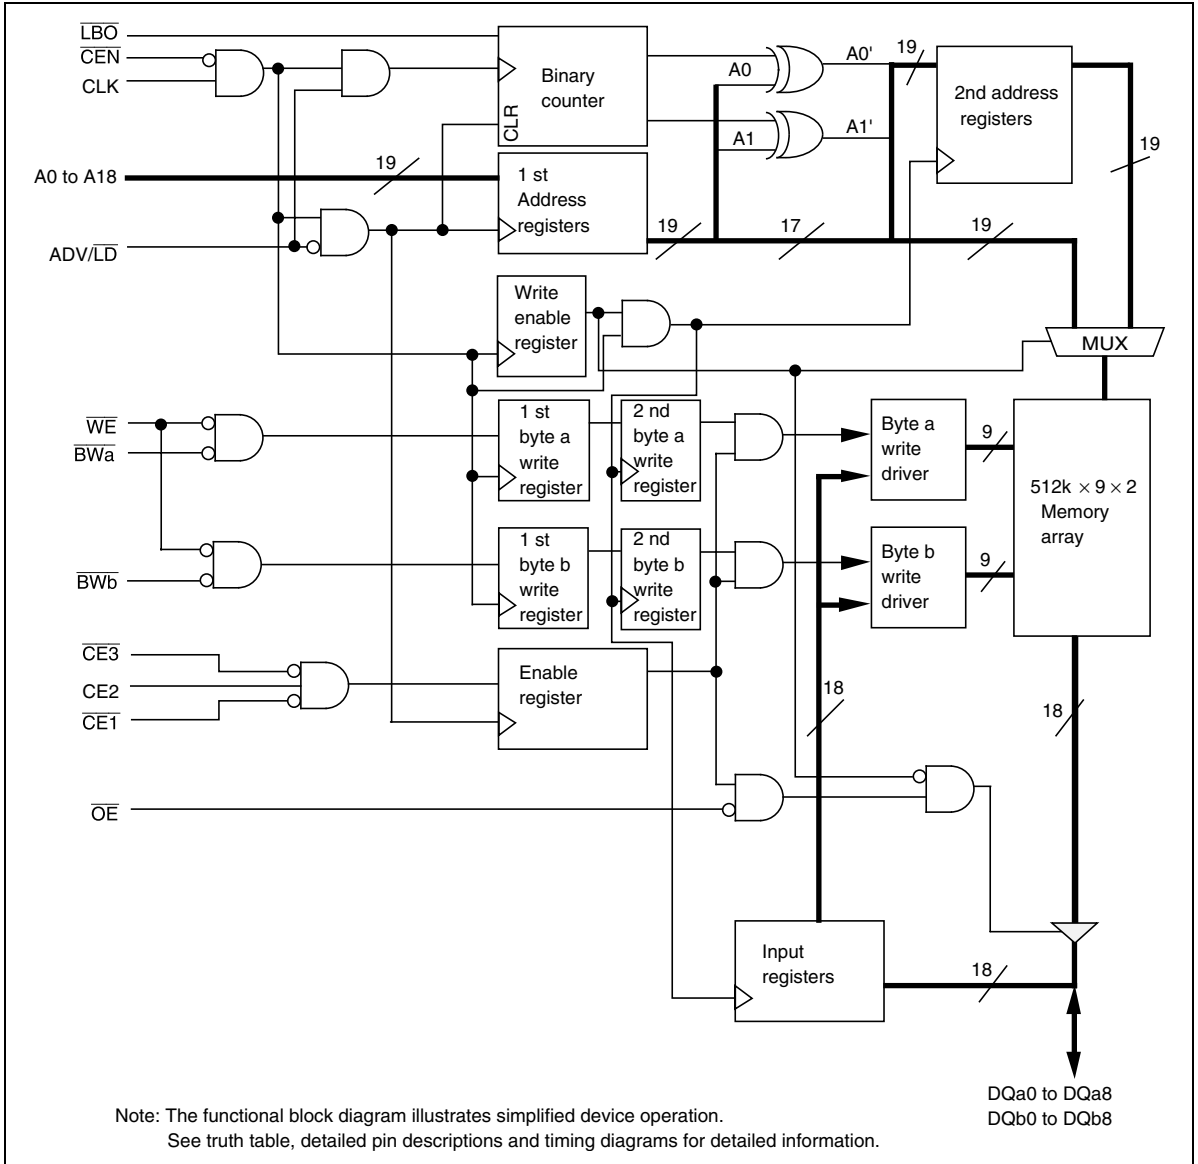 LBO
CEN
CLK
Binary
counter
CLR
A0
A0'
A1
A1'
19
2nd address
registers
19
A0 to A18
19
1 st
Address
registers
19
17
19
ADV/LD
Write
enable
register
MUX
WE
BWa
1 st
byte a
write
register
2 nd
byte a
write
register
Byte a
write
driver
9
512k × 9 × 2
Memory
array
BWb
1 st
byte b
write
register
2 nd
byte b
write
register
Byte b
write
driver
9
CE3
CE2
CE1
Enable
register
18
18
OE
Input
registers
18
DQa0 to DQa8
DQb0 to DQb8
Note: The functional block diagram illustrates simplified device operation.
See truth table, detailed pin descriptions and timing diagrams for detailed information.